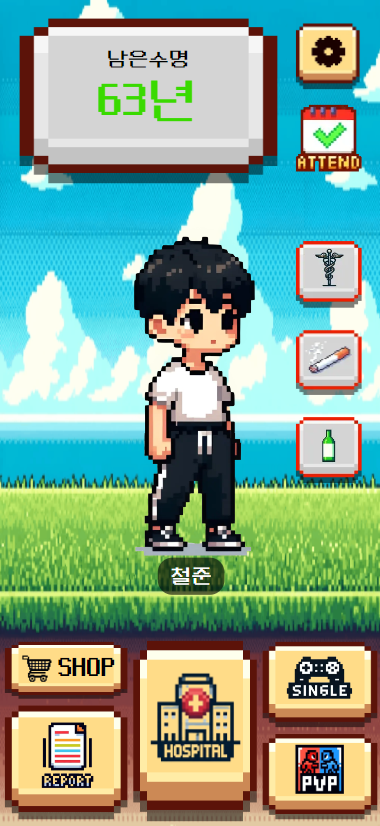 남은수명
63년
ATTEND
철준
SHOP
REPORT
HOSPITAL
SINGLE
PVP